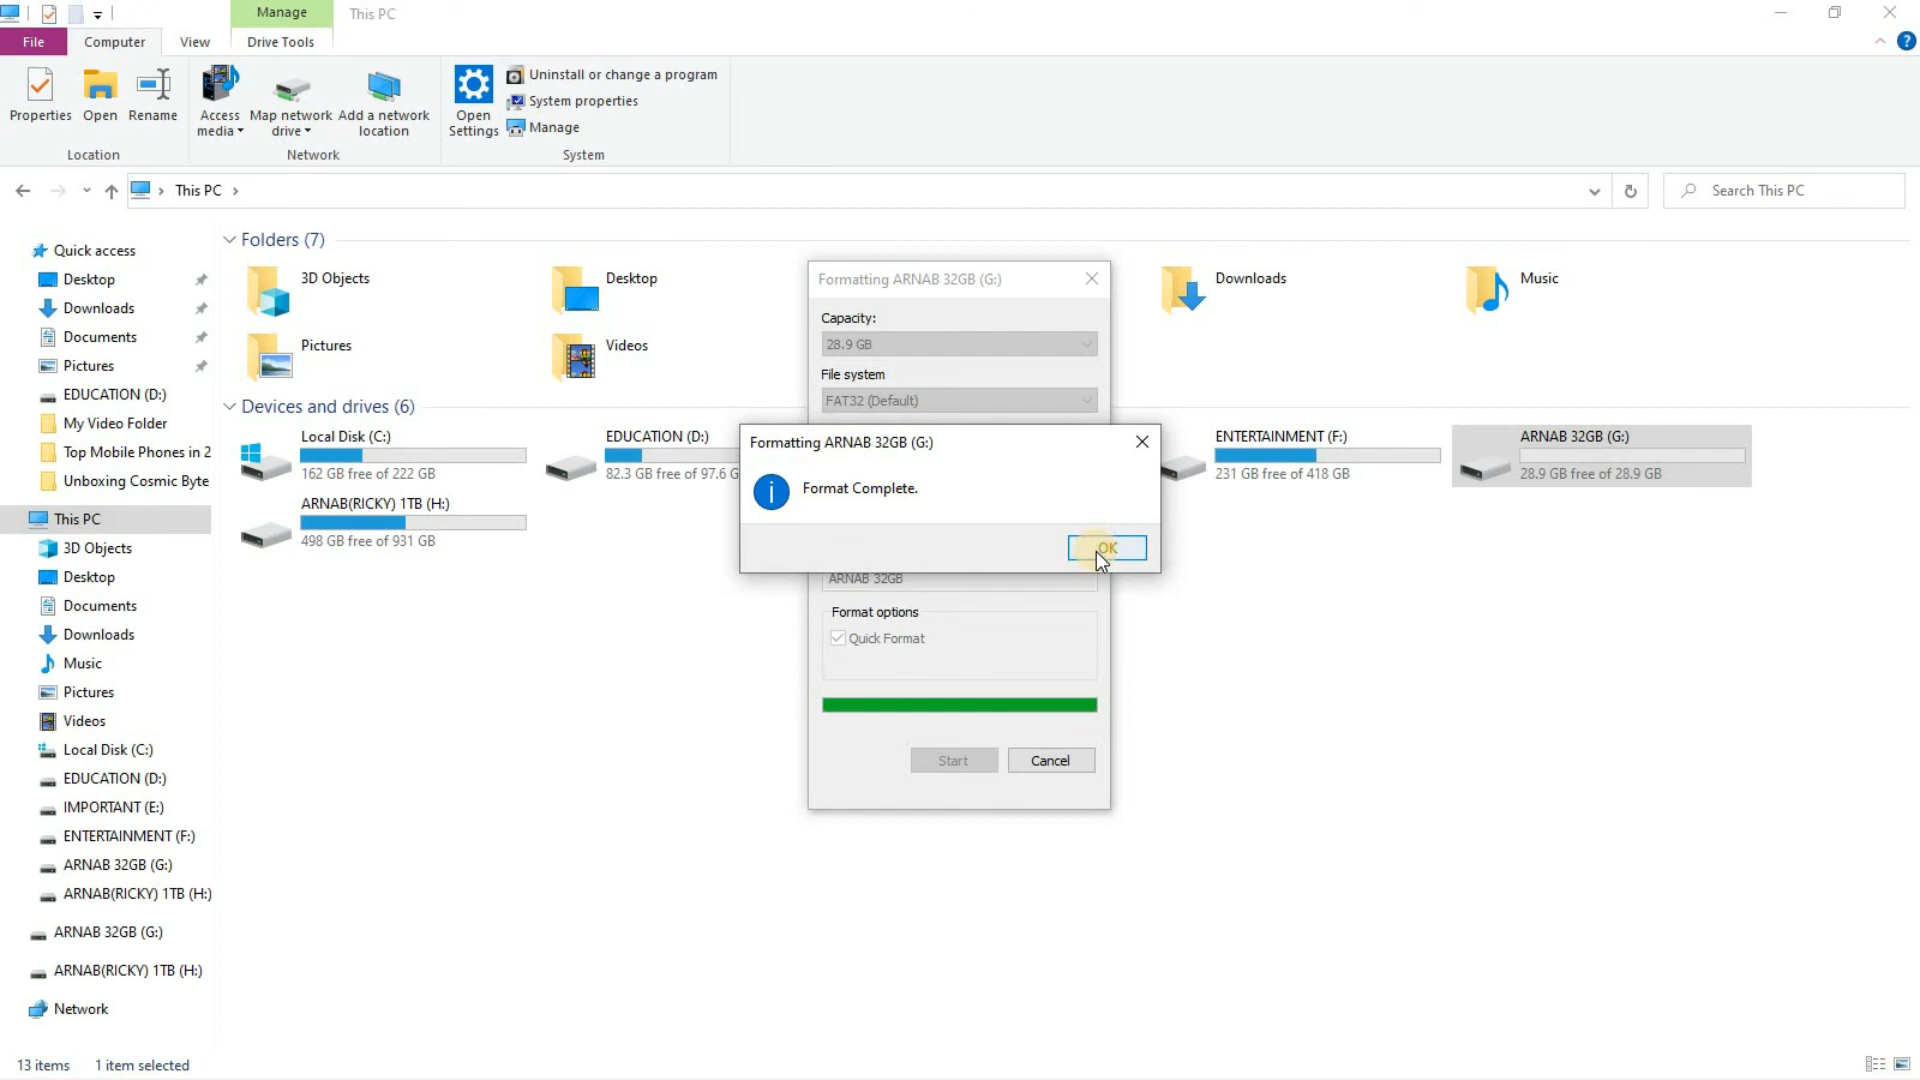 Manage
This PC
File
Computer
View
Drive Tools
Properties
Open
Rename
Access media
Map network drive
Add a network location
Open Settings
Uninstall or change a program
System properties
Manage
Location
Network
System
This PC
Search This PC
Quick access
Desktop
Downloads
Documents
Pictures
EDUCATION (D:)
My Video Folder
Top Mobile Phones in 2
Unboxing Cosmic Byte
This PC
3D Objects
Desktop
Documents
Downloads
Music
Pictures
Videos
Local Disk (C:)
EDUCATION (D:)
IMPORTANT (E:)
ENTERTAINMENT (F:)
ARNAB 32GB (G:)
ARNAB(RICKY) 1TB (H:)
ARNAB 32GB (G:)
ARNAB(RICKY) 1TB (H:)
Network
Folders (7)
3D Objects
Desktop
Downloads
Music
Pictures
Videos
Devices and drives (6)
Local Disk (C:)
162 GB free of 222 GB
EDUCATION (D:)
82.3 GB free of 97.6 G
ENTERTAINMENT (F:)
231 GB free of 418 GB
ARNAB 32GB (G:)
28.9 GB free of 28.9 GB
ARNAB(RICKY) 1TB (H:)
498 GB free of 931 GB
Formatting ARNAB 32GB (G:)
Capacity:
28.9 GB
File system
FAT32 (Default)
Formatting ARNAB 32GB (G:)
Format Complete.
OK
ARNAB 32GB
Format options
Quick Format
Start
Cancel
13 items
1 item selected